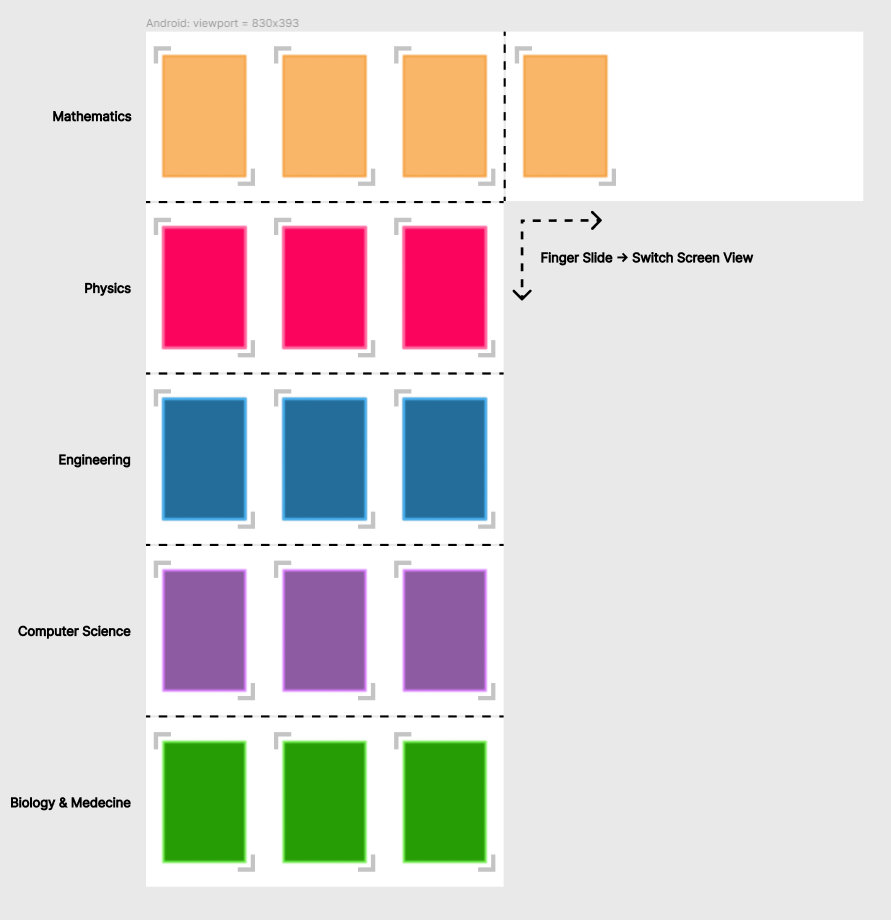 Android: viewport = 830x393
Mathematics
Physics
Finger Slide → Switch Screen View
Engineering
Computer Science
Biology & Medecine